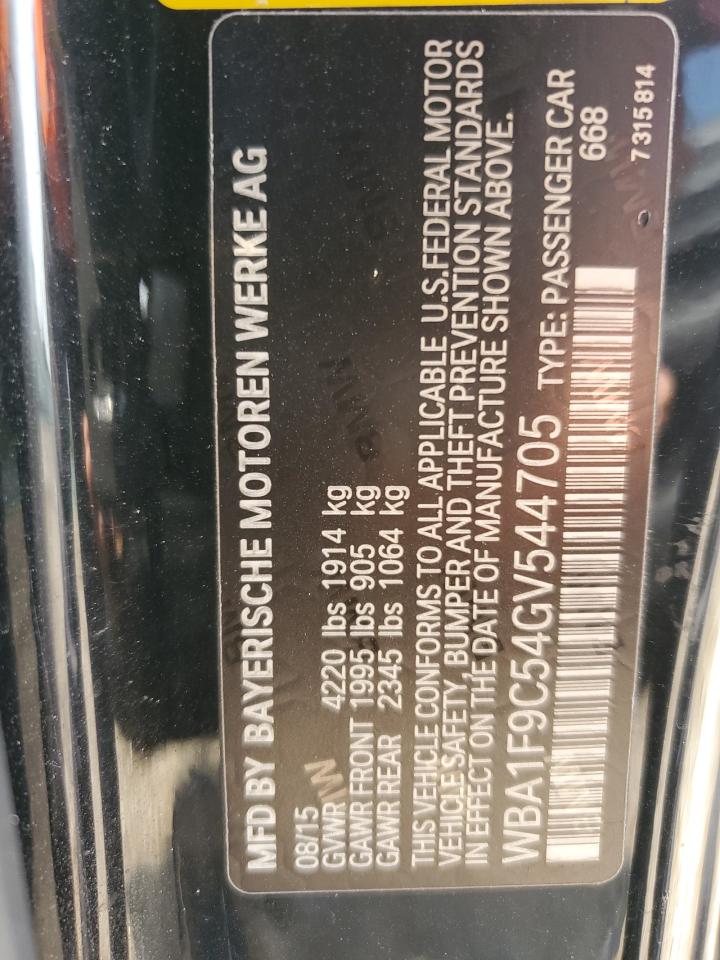 MFD BY BAYERISCHE MOTOREN WERKE AG
08/15
GVWR 4220 lbs 1914 kg
GAWR FRONT 1995 lbs 905 kg
GAWR REAR 2345 lbs 1064 kg
THIS VEHICLE CONFORMS TO ALL APPLICABLE U.S.FEDERAL MOTOR
VEHICLE SAFETY, BUMPER AND THEFT PREVENTION STANDARDS
IN EFFECT ON THE DATE OF MANUFACTURE SHOWN ABOVE.
WBA1F9C54GV544705 TYPE: PASSENGER CAR
668
7 315 814